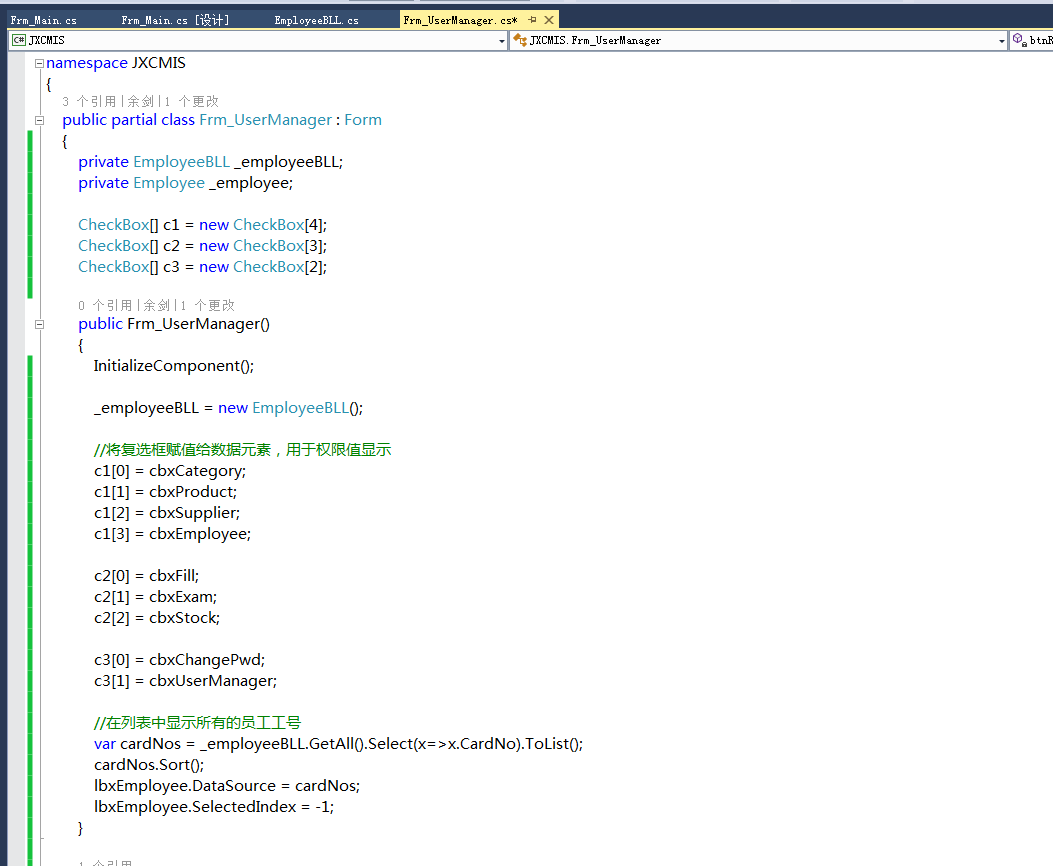 Frm_Main.cs Frm_Main.cs [设计] EmployeeBLL.cs Frm_UserManager.cs*
JXCMIS JXCMIS.Frm_UserManager btnR
namespace JXCMIS
{
3 个引用|余剑|1 个更改
public partial class Frm_UserManager : Form
{
private EmployeeBLL _employeeBLL;
private Employee _employee;
CheckBox[] c1 = new CheckBox[4];
CheckBox[] c2 = new CheckBox[3];
CheckBox[] c3 = new CheckBox[2];
0 个引用|余剑|1 个更改
public Frm_UserManager()
{
InitializeComponent();
_employeeBLL = new EmployeeBLL();
//将复选框赋值给数据元素，用于权限值显示
c1[0] = cbxCategory;
c1[1] = cbxProduct;
c1[2] = cbxSupplier;
c1[3] = cbxEmployee;
c2[0] = cbxFill;
c2[1] = cbxExam;
c2[2] = cbxStock;
c3[0] = cbxChangePwd;
c3[1] = cbxUserManager;
//在列表中显示所有的员工工号
var cardNos = _employeeBLL.GetAll().Select(x=>x.CardNo).ToList();
cardNos.Sort();
lbxEmployee.DataSource = cardNos;
lbxEmployee.SelectedIndex = -1;
}
1 个引用